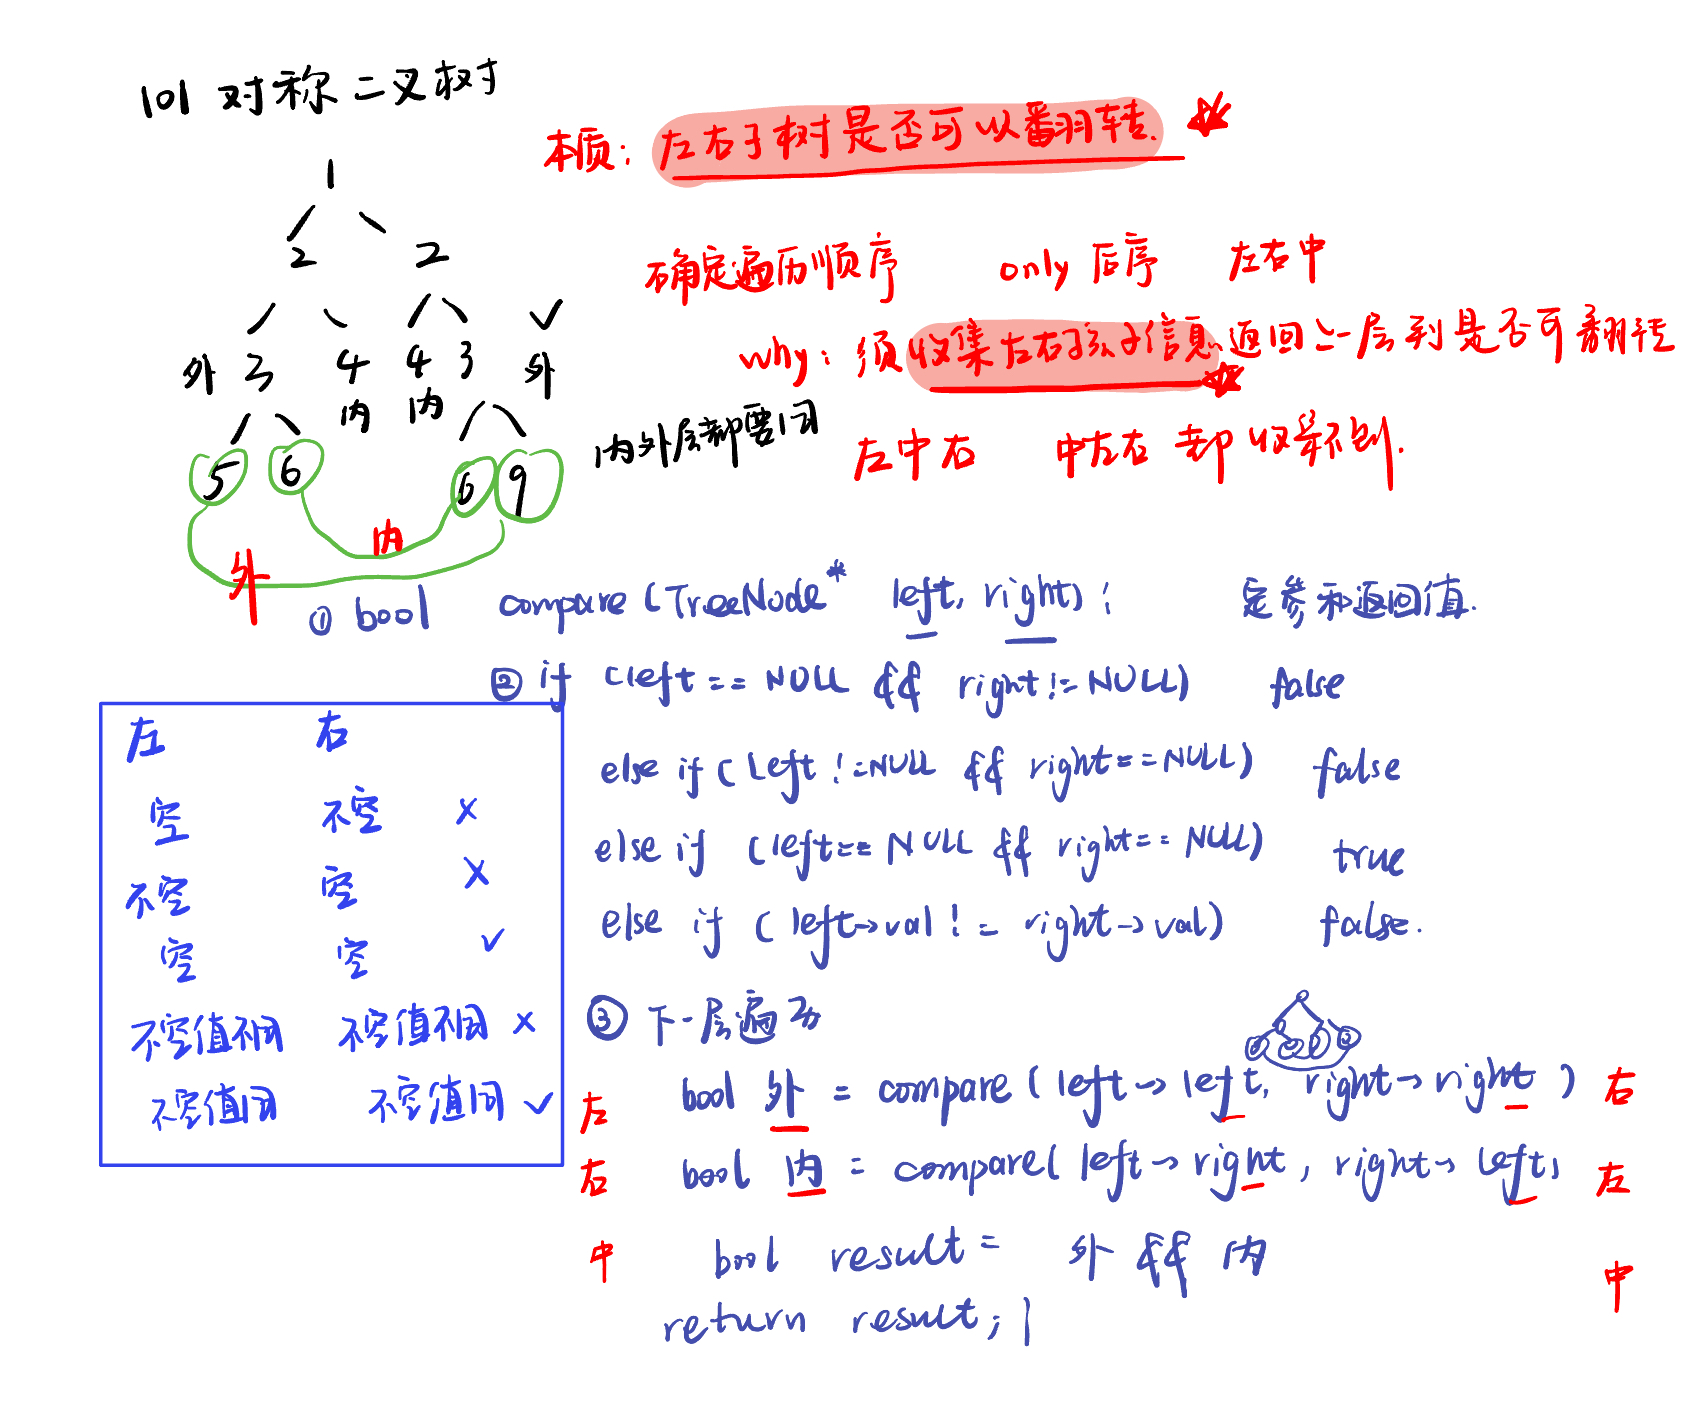 101 对称二叉树
本质：左右子树是否可以翻转.
1
2 2
确定遍历顺序 only 后序 左右中
外 3 4 4 3 外
内 内
why: 须收集左右孩子信息返回上一层到是否可翻转
内外层都要同
左中右 中左右 都收集不到.
5 6 6 9
内
外
① bool compare (TreeNode* left, right); 定参和返回值.
② if (left == NULL && right != NULL) false
else if (left != NULL && right == NULL) false
else if (left == NULL && right == NULL) true
else if (left->val != right->val) false.
左 右
空 不空 ×
不空 空 ×
空 空 ✓
不空值不同 不空值不同 ×
不空值同 不空值同 ✓
③ 下一层遍历
左 bool 外 = compare (left->left, right->right) 右
右 bool 内 = compare( left->right, right->left) 左
中 bool result = 外 && 内 中
return result;